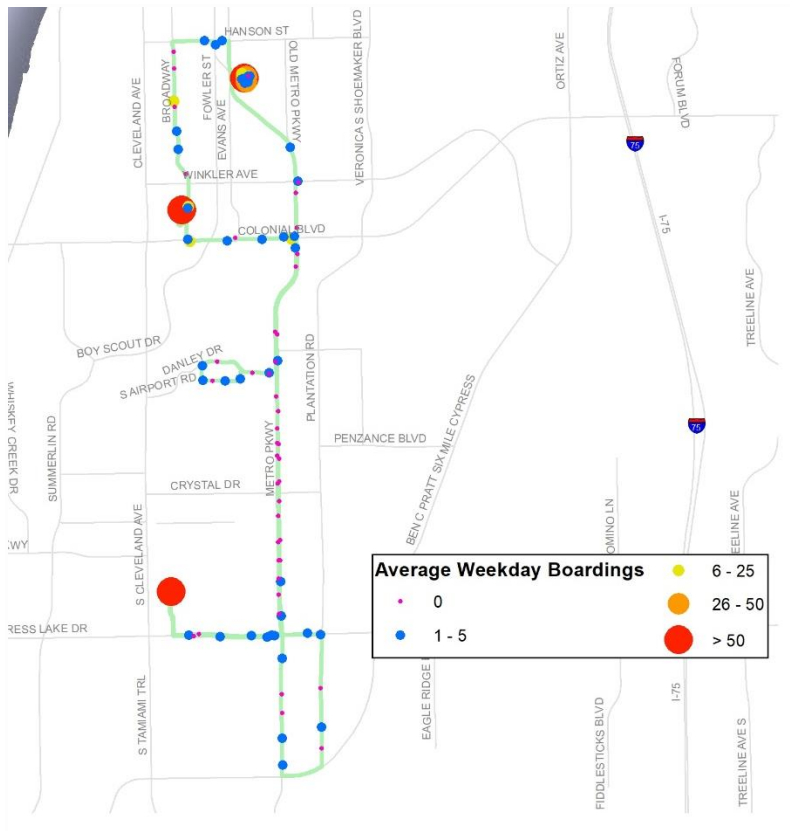 HANSON ST
CLEVELAND AVE
BROADWAY
FOWLER ST
EVANS AVE
OLD METRO PKWY
VERONICA S SHOEMAKER BLVD
ORTIZ AVE
FORUM BLVD
75
WINKLER AVE
COLONIAL BLVD
I-75
TREELINE AVE
BOY SCOUT DR
DANLEY DR
S AIRPORT RD
PLANTATION RD
WHISKEY CREEK DR
SUMMERLIN RD
METRO PKWY
BEN C PRATT SIX MILE CYPRESS
75
PENZANCE BLVD
CRYSTAL DR
S CLEVELAND AVE
OMINO LN
EELINE AVE
KWY
Average Weekday Boardings
0
1 - 5
6 - 25
26 - 50
> 50
RESS LAKE DR
S TAMIAMI TRL
EAGLE RIDGE
I-75
FIDDLESTICKS BLVD
TREELINE AVE S